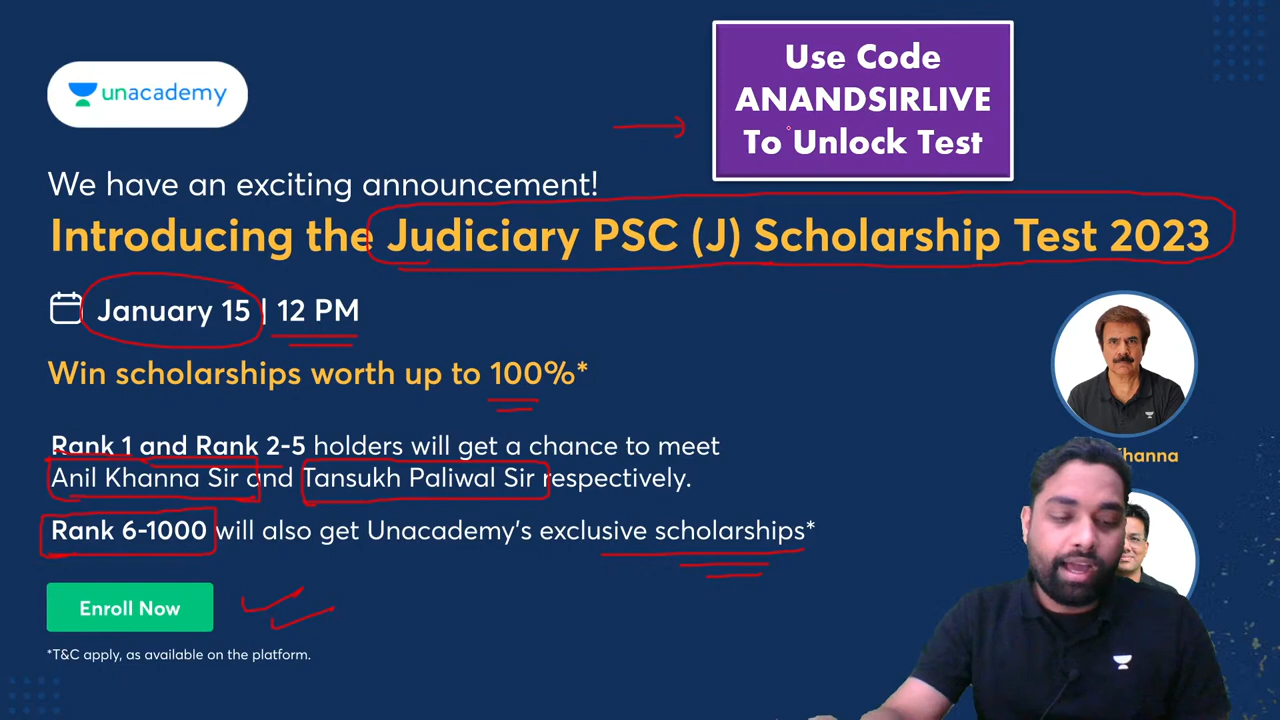 Use Code
ANANDSIRLIVE
To Unlock Test
unacademy
We have an exciting announcement!
Introducing the Judiciary PSC (J) Scholarship Test 2023
January 15 | 12 PM
Win scholarships worth up to 100%*
Rank 1 and Rank 2-5 holders will get a chance to meet
Anil Khanna Sir and Tansukh Paliwal Sir respectively.
Rank 6-1000 will also get Unacademy's exclusive scholarships*
Enroll Now
*T&C apply, as available on the platform.